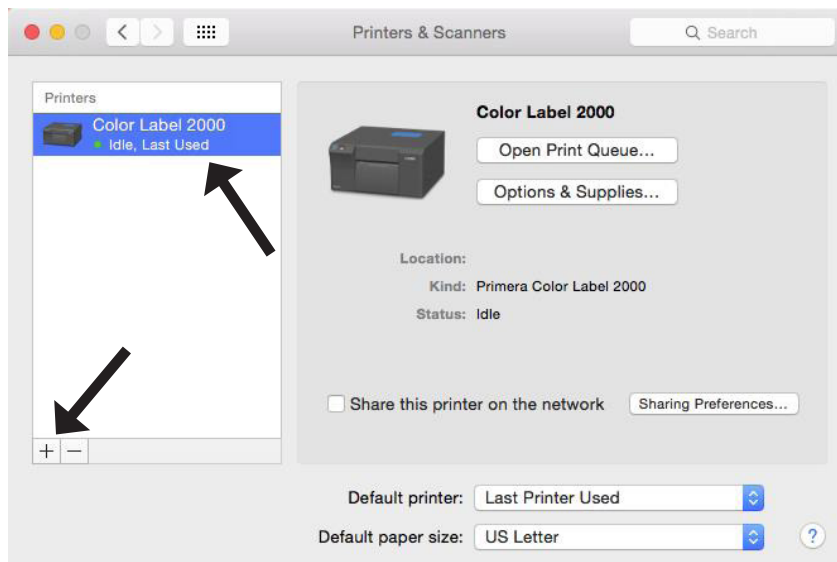 Printers & Scanners
Search
Printers
Color Label 2000
Idle, Last Used
+ −
Color Label 2000
Open Print Queue...
Options & Supplies...
Location:
Kind: Primera Color Label 2000
Status: Idle
Share this printer on the network Sharing Preferences...
Default printer: Last Printer Used
Default paper size: US Letter
?